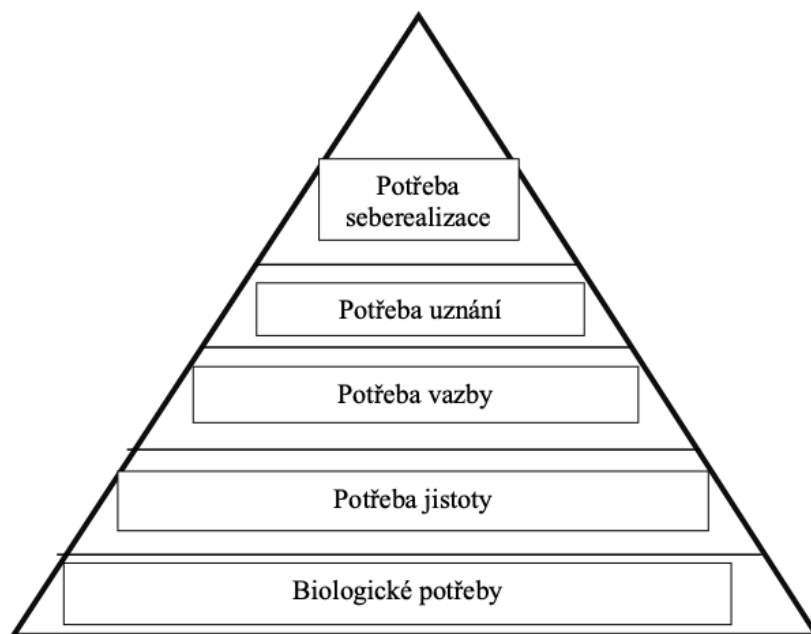 Potřeba
seberealizace
Potřeba uznání
Potřeba vazby
Potřeba jistoty
Biologické potřeby